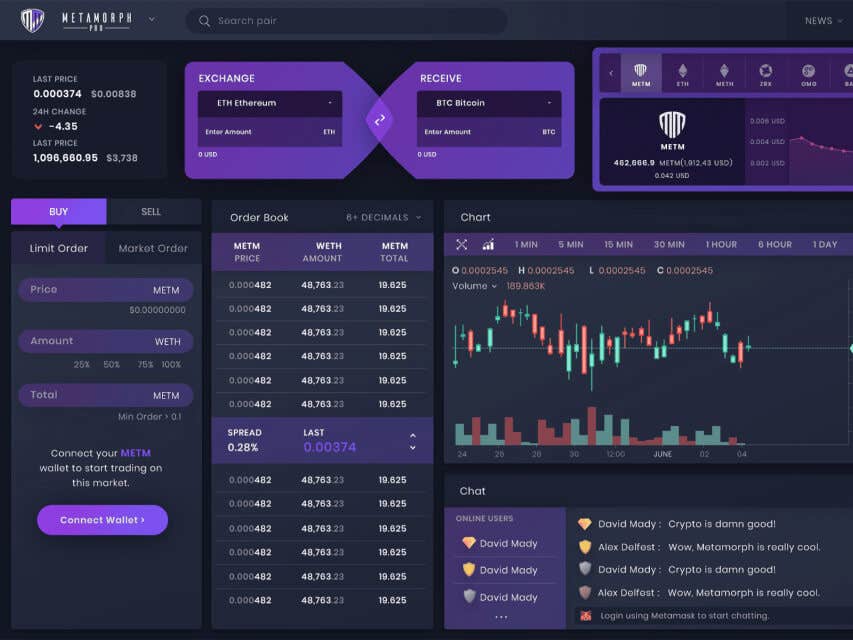 METAMORPH
PRO
Search pair
NEWS
LAST PRICE
0.000374 $0.00838
24H CHANGE
-4.35
LAST PRICE
1,096,660.95 $3,738
EXCHANGE
ETH Ethereum
Enter Amount ETH
0 USD
RECEIVE
BTC Bitcoin
Enter Amount BTC
0 USD
METM ETH METH ZRX OMG
METM
462,666.9 METM(1,912.43 USD)
0.042 USD
0.006 USD
0.004 USD
0.002 USD
BUY SELL
Limit Order Market Order
Price METM
$0.00000000
Amount WETH
25% 50% 75% 100%
Total METM
Min Order > 0.1
Connect your METM
wallet to start trading on
this market.
Connect Wallet >
Order Book 6+ DECIMALS
METM WETH METM
PRICE AMOUNT TOTAL
0.000482 48,763.23 19.625
0.000482 48,763.23 19.625
0.000482 48,763.23 19.625
0.000482 48,763.23 19.625
0.000482 48,763.23 19.625
0.000482 48,763.23 19.625
SPREAD LAST
0.28% 0.00374
0.000482 48,763.23 19.625
0.000482 48,763.23 19.625
0.000482 48,763.23 19.625
0.000482 48,763.23 19.625
0.000482 48,763.23 19.625
0.000482 48,763.23 19.625
Chart
1 MIN 5 MIN 15 MIN 30 MIN 1 HOUR 6 HOUR 1 DAY
O 0.0002545 H 0.0002545 L 0.0002545 C 0.0002545
Volume 189.863K
24 26 28 30 12:00 JUNE 02 04
Chat
ONLINE USERS
David Mady
David Mady
David Mady
...
David Mady : Crypto is damn good!
Alex Delfest : Wow, Metamorph is really cool.
David Mady : Crypto is damn good!
Alex Delfest : Wow, Metamorph is really cool.
Login using Metamask to start chatting.